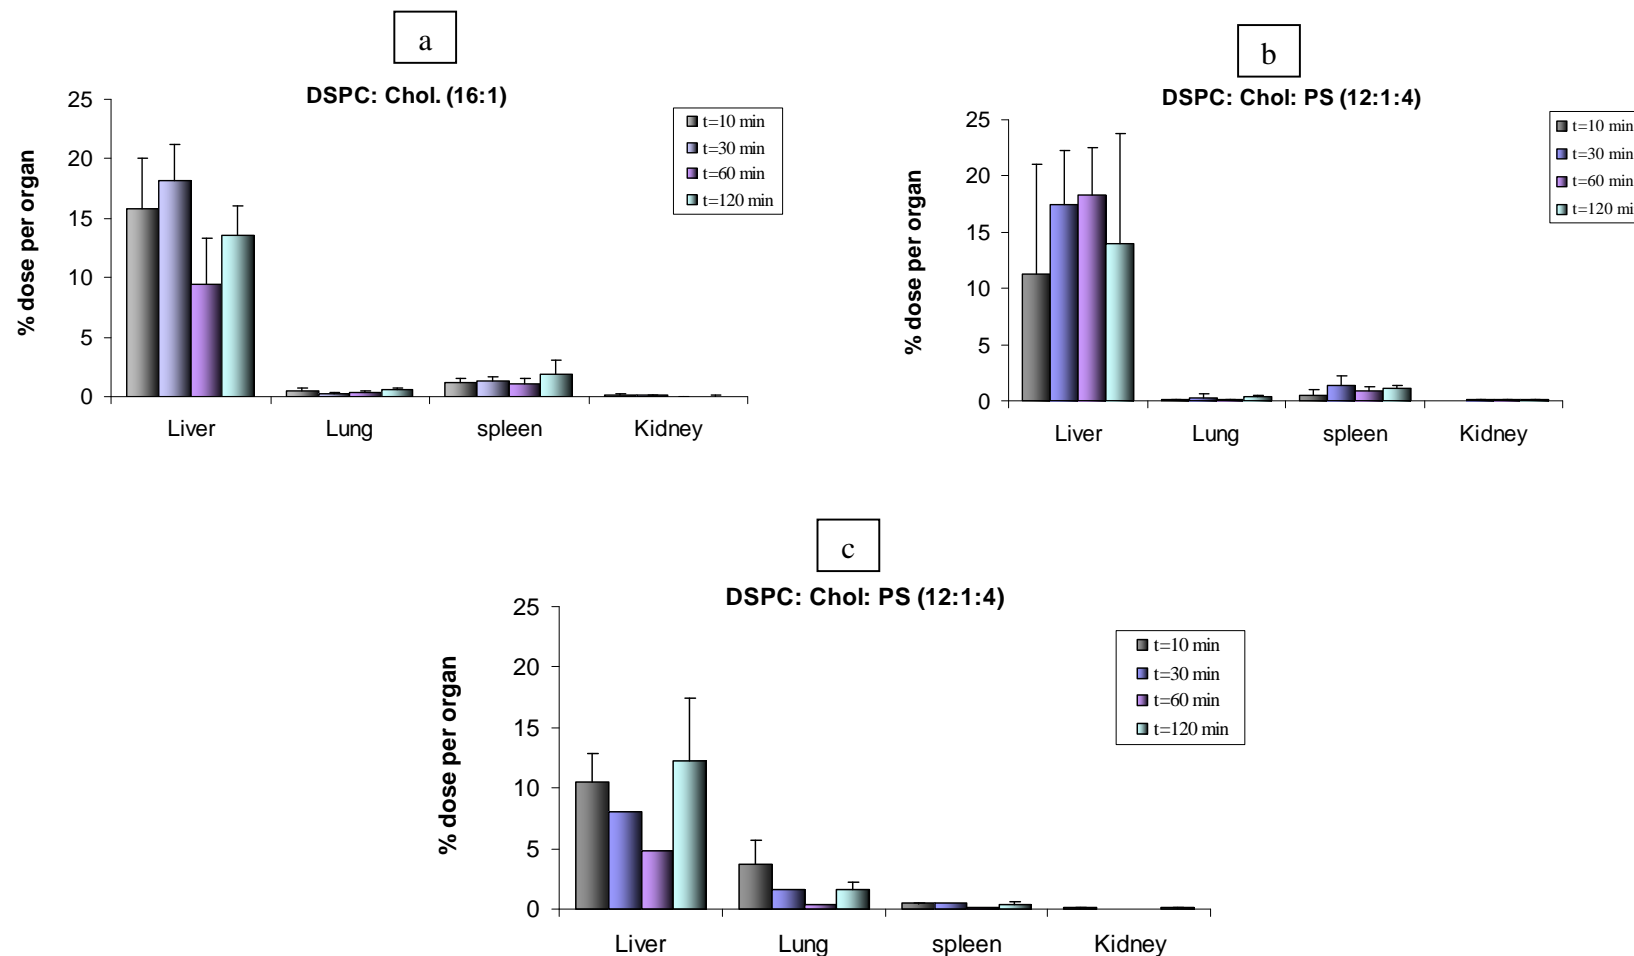 a
DSPC: Chol. (16:1)
% dose per organ
25
20
15
10
5
0
t=10 min
t=30 min
t=60 min
t=120 min
Liver Lung spleen Kidney
b
DSPC: Chol: PS (12:1:4)
% dose per organ
25
20
15
10
5
0
t=10 min
t=30 min
t=60 min
t=120 mi
Liver Lung spleen Kidney
c
DSPC: Chol: PS (12:1:4)
% dose per organ
25
20
15
10
5
0
t=10 min
t=30 min
t=60 min
t=120 min
Liver Lung spleen Kidney